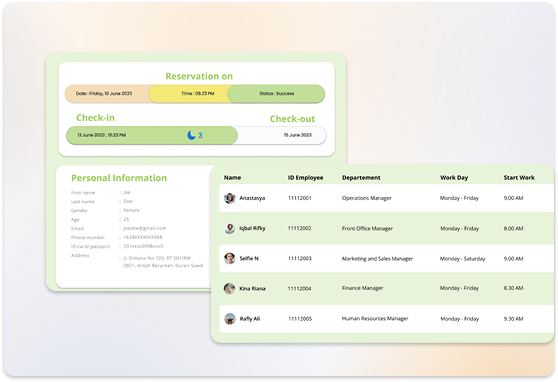 Reservation on
Date : Friday, 10 June 2023 Time : 08.23 PM Status : Success
Check-in Check-out
12 June 2023 ; 01.23 PM 3 15 June 2023
Personal Information
First name : Joe
Last name : Doe
Gender : Female
Age : 25
Email : joedoe@gmail.com
Phone number : +628XXXXXXXXX
ID card/ passport :
Address : Jl. Dimana No.100, RT 001/RW
0001, Antah Berantah, Duren Sawit
Name ID Employee Departement Work Day Start Work
Anastasya 11112001 Operations Manager Monday - Friday 9.00 AM
Iqbal Rifky 11112002 Front Office Manager Monday - Friday 8.00 AM
Selfie N 11112003 Marketing and Sales Manager Monday - Saturday 9.00 AM
Kina Riana 11112004 Finance Manager Monday - Friday 8.30 AM
Rafly Ali 11112005 Human Resources Manager Monday - Friday 9.30 AM